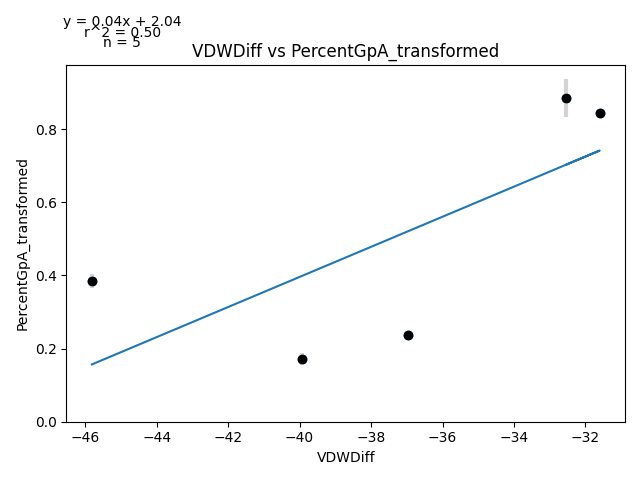 y = 0.04x + 2.04
r^2 = 0.50
n = 5
VDWDiff vs PercentGpA_transformed
PercentGpA_transformed
0.8
0.6
0.4
0.2
0.0
−46
−44
−42
−40
−38
−36
−34
−32
VDWDiff